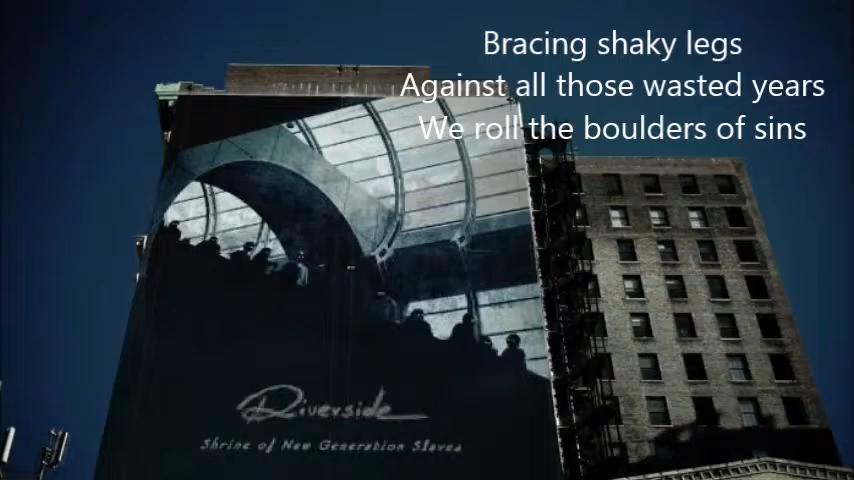 Bracing shaky legs
Against all those wasted years
We roll the boulders of sins
Riverside
Shrine of New Generation Slaves